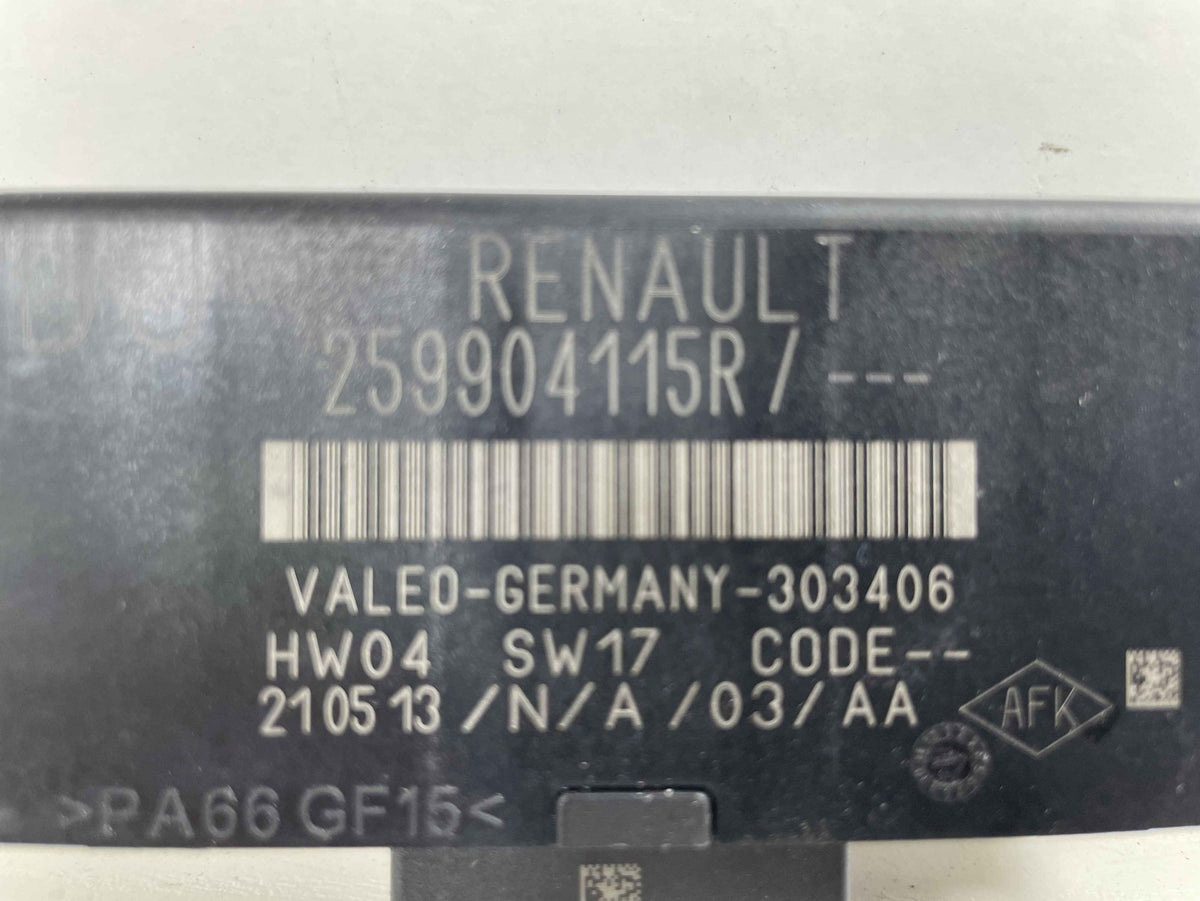 RENAULT
259904115R/---
VALEO-GERMANY-303406
HW04 SW17 CODE--
210513/N/A/03/AA
AFK
>PA66 GF15<